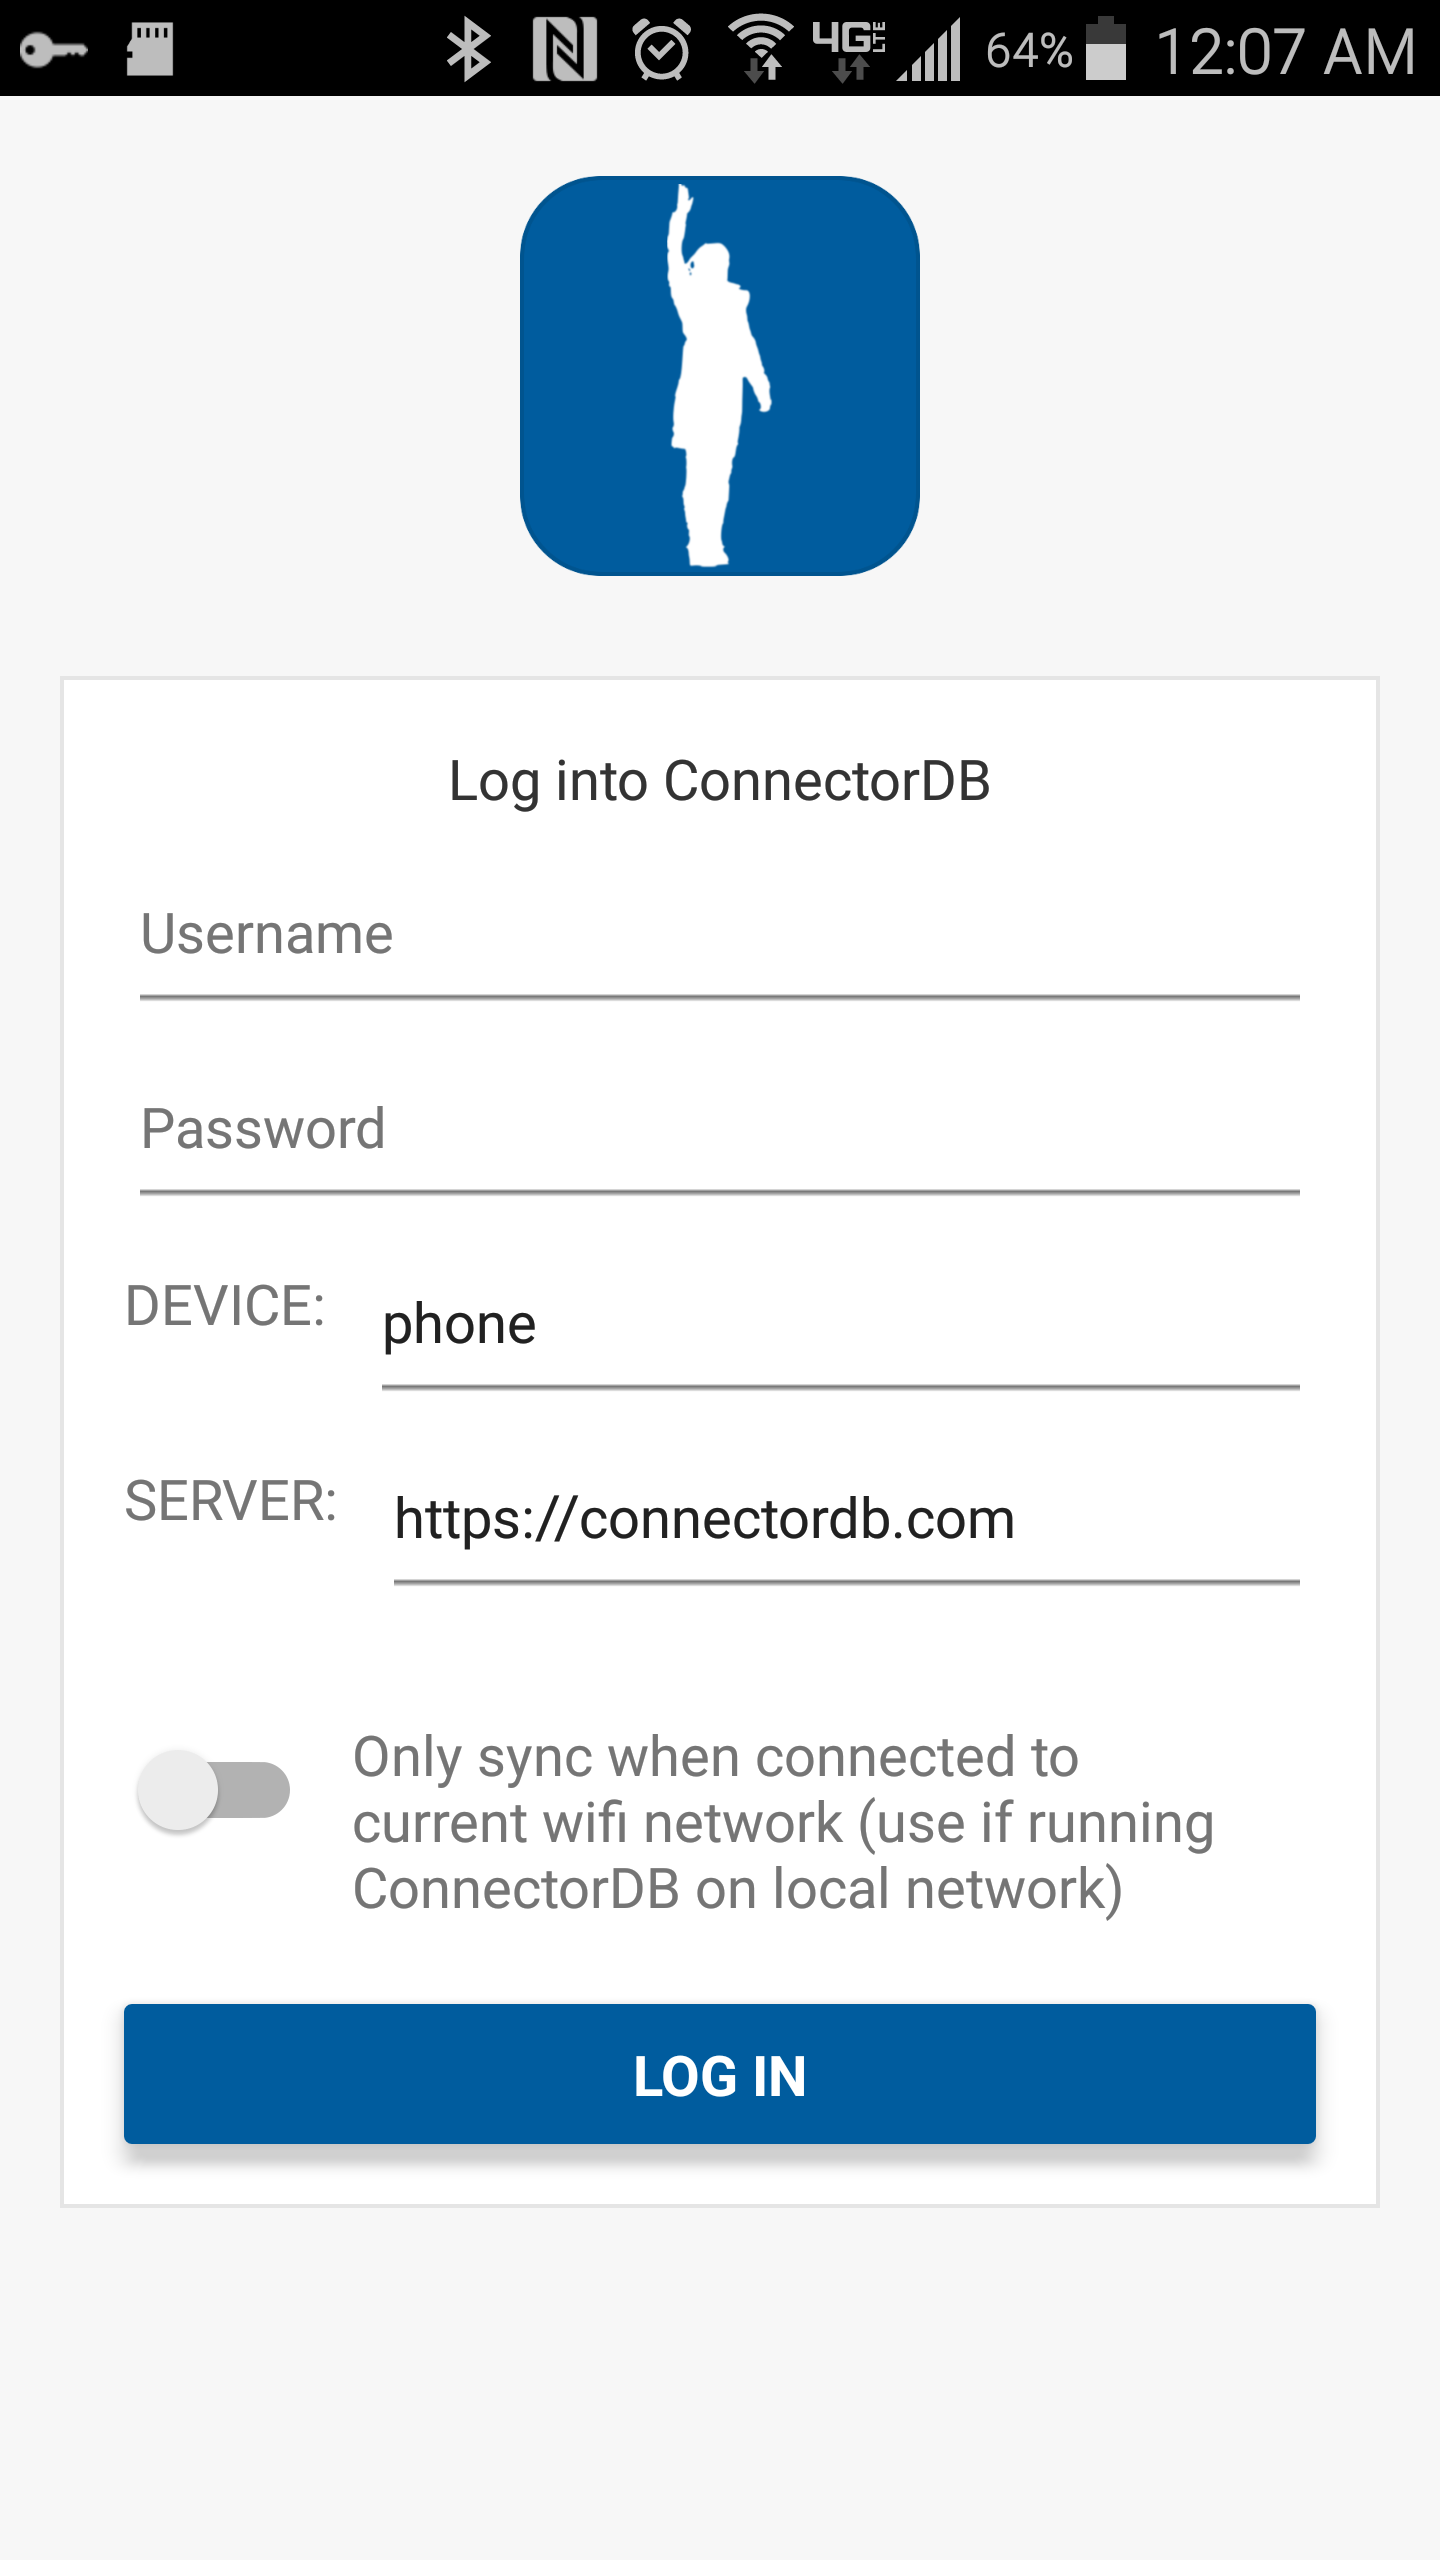 4G LTE 64% 12:07 AM
Log into ConnectorDB
Username
Password
DEVICE: phone
SERVER: https://connectordb.com
Only sync when connected to
current wifi network (use if running
ConnectorDB on local network)
LOG IN